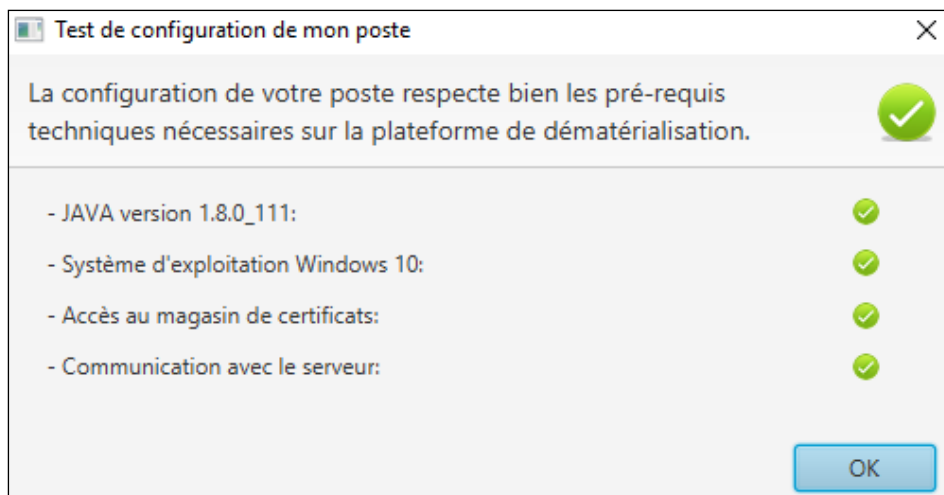 Test de configuration de mon poste
La configuration de votre poste respecte bien les pré-requis
techniques nécessaires sur la plateforme de dématérialisation.
- JAVA version 1.8.0_111:
- Système d'exploitation Windows 10:
- Accès au magasin de certificats:
- Communication avec le serveur:
OK